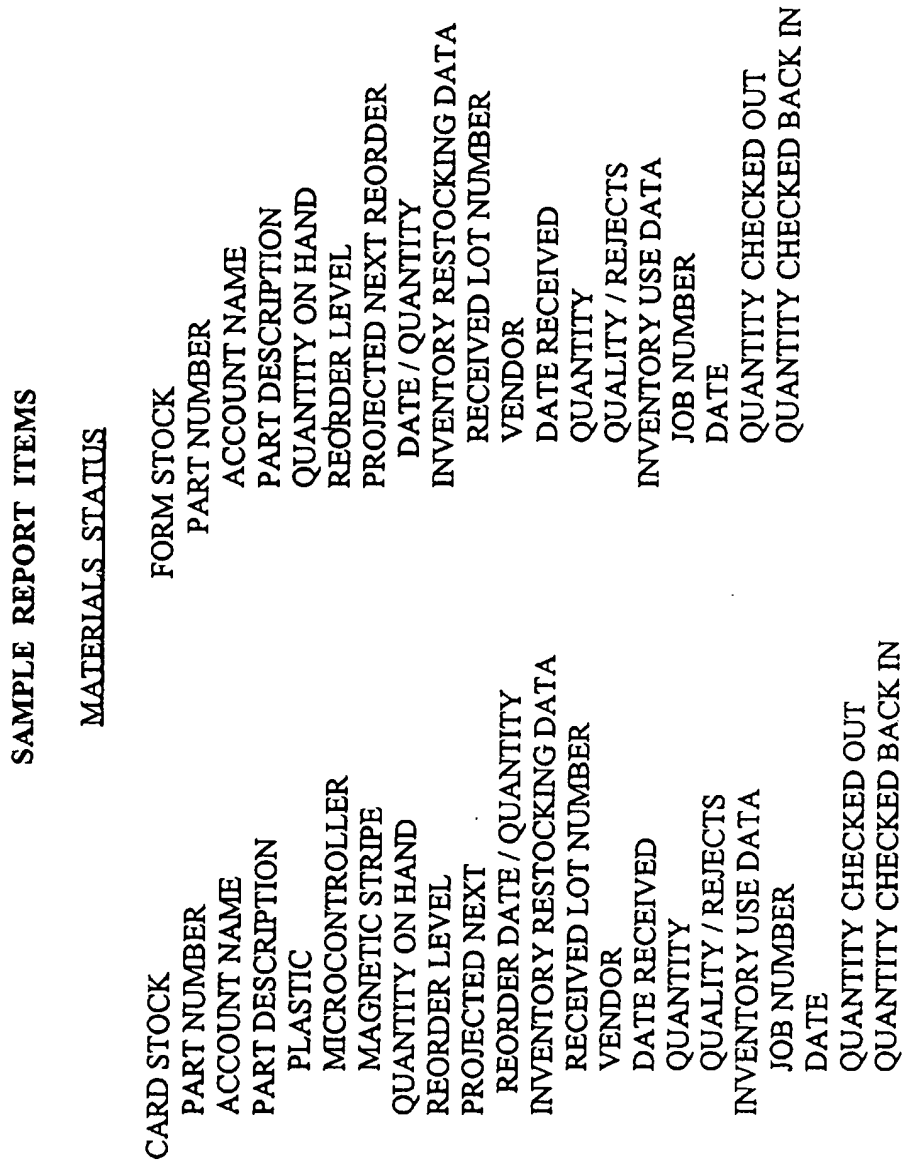 SAMPLE REPORT ITEMS
MATERIALS STATUS
CARD STOCK
PART NUMBER
ACCOUNT NAME
PART DESCRIPTION
PLASTIC
MICROCONTROLLER
MAGNETIC STRIPE
QUANTITY ON HAND
REORDER LEVEL
PROJECTED NEXT
REORDER DATE / QUANTITY
INVENTORY RESTOCKING DATA
RECEIVED LOT NUMBER
VENDOR
DATE RECEIVED
QUANTITY
QUALITY / REJECTS
INVENTORY USE DATA
JOB NUMBER
DATE
QUANTITY CHECKED OUT
QUANTITY CHECKED BACK IN
FORM STOCK
PART NUMBER
ACCOUNT NAME
PART DESCRIPTION
QUANTITY ON HAND
REORDER LEVEL
PROJECTED NEXT REORDER
DATE / QUANTITY
INVENTORY RESTOCKING DATA
RECEIVED LOT NUMBER
VENDOR
DATE RECEIVED
QUANTITY
QUALITY / REJECTS
INVENTORY USE DATA
JOB NUMBER
DATE
QUANTITY CHECKED OUT
QUANTITY CHECKED BACK IN